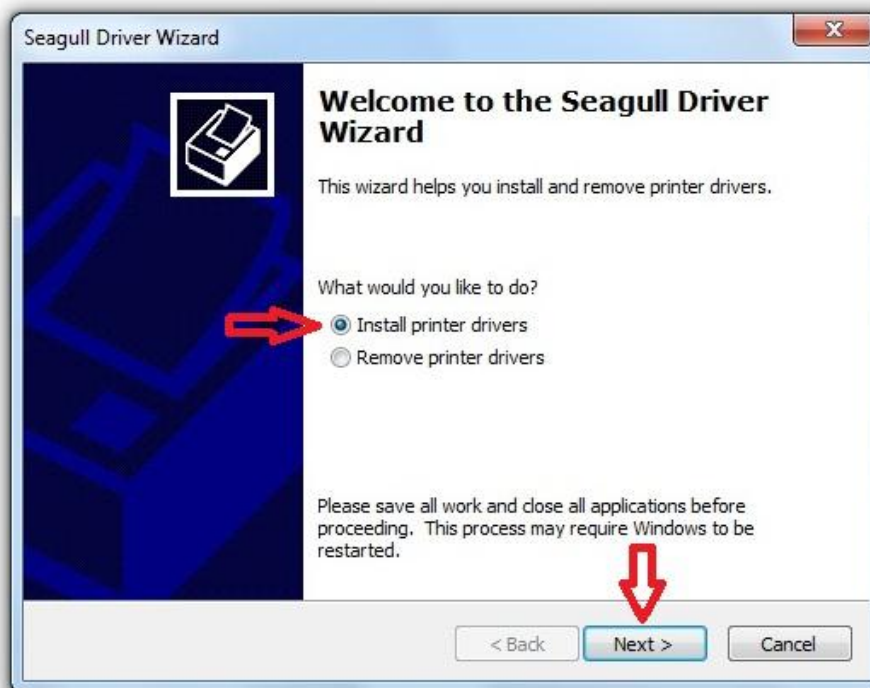 Seagull Driver Wizard
Welcome to the Seagull Driver
Wizard
This wizard helps you install and remove printer drivers.
What would you like to do?
Install printer drivers
Remove printer drivers
Please save all work and close all applications before
proceeding.  This process may require Windows to be
restarted.
< Back Next > Cancel